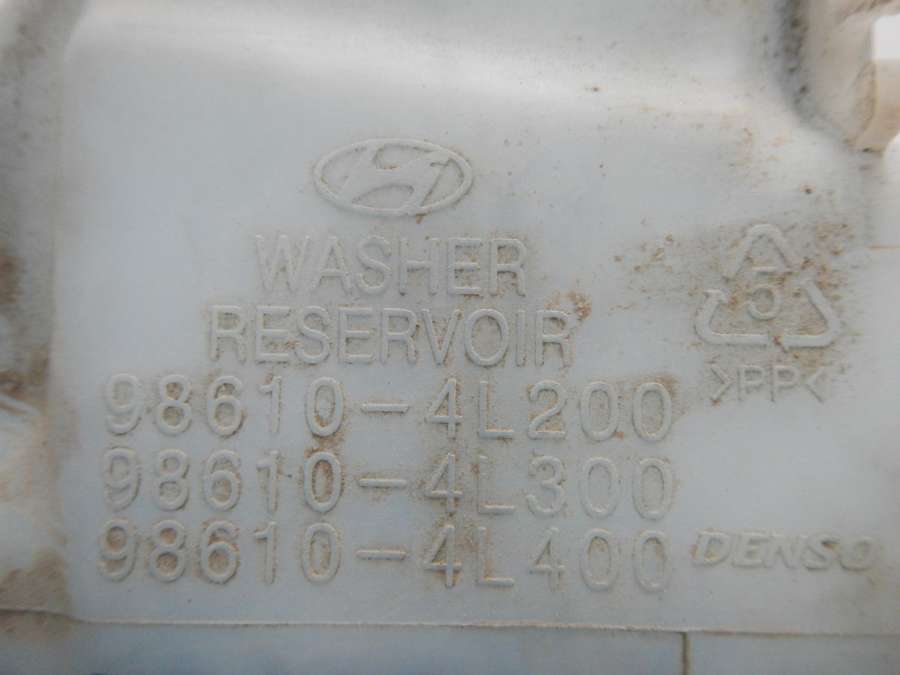 WASHER
RESERVOIR
98610-4L200
98610-4L300
98610-4L400
5
>PP<
DENSO